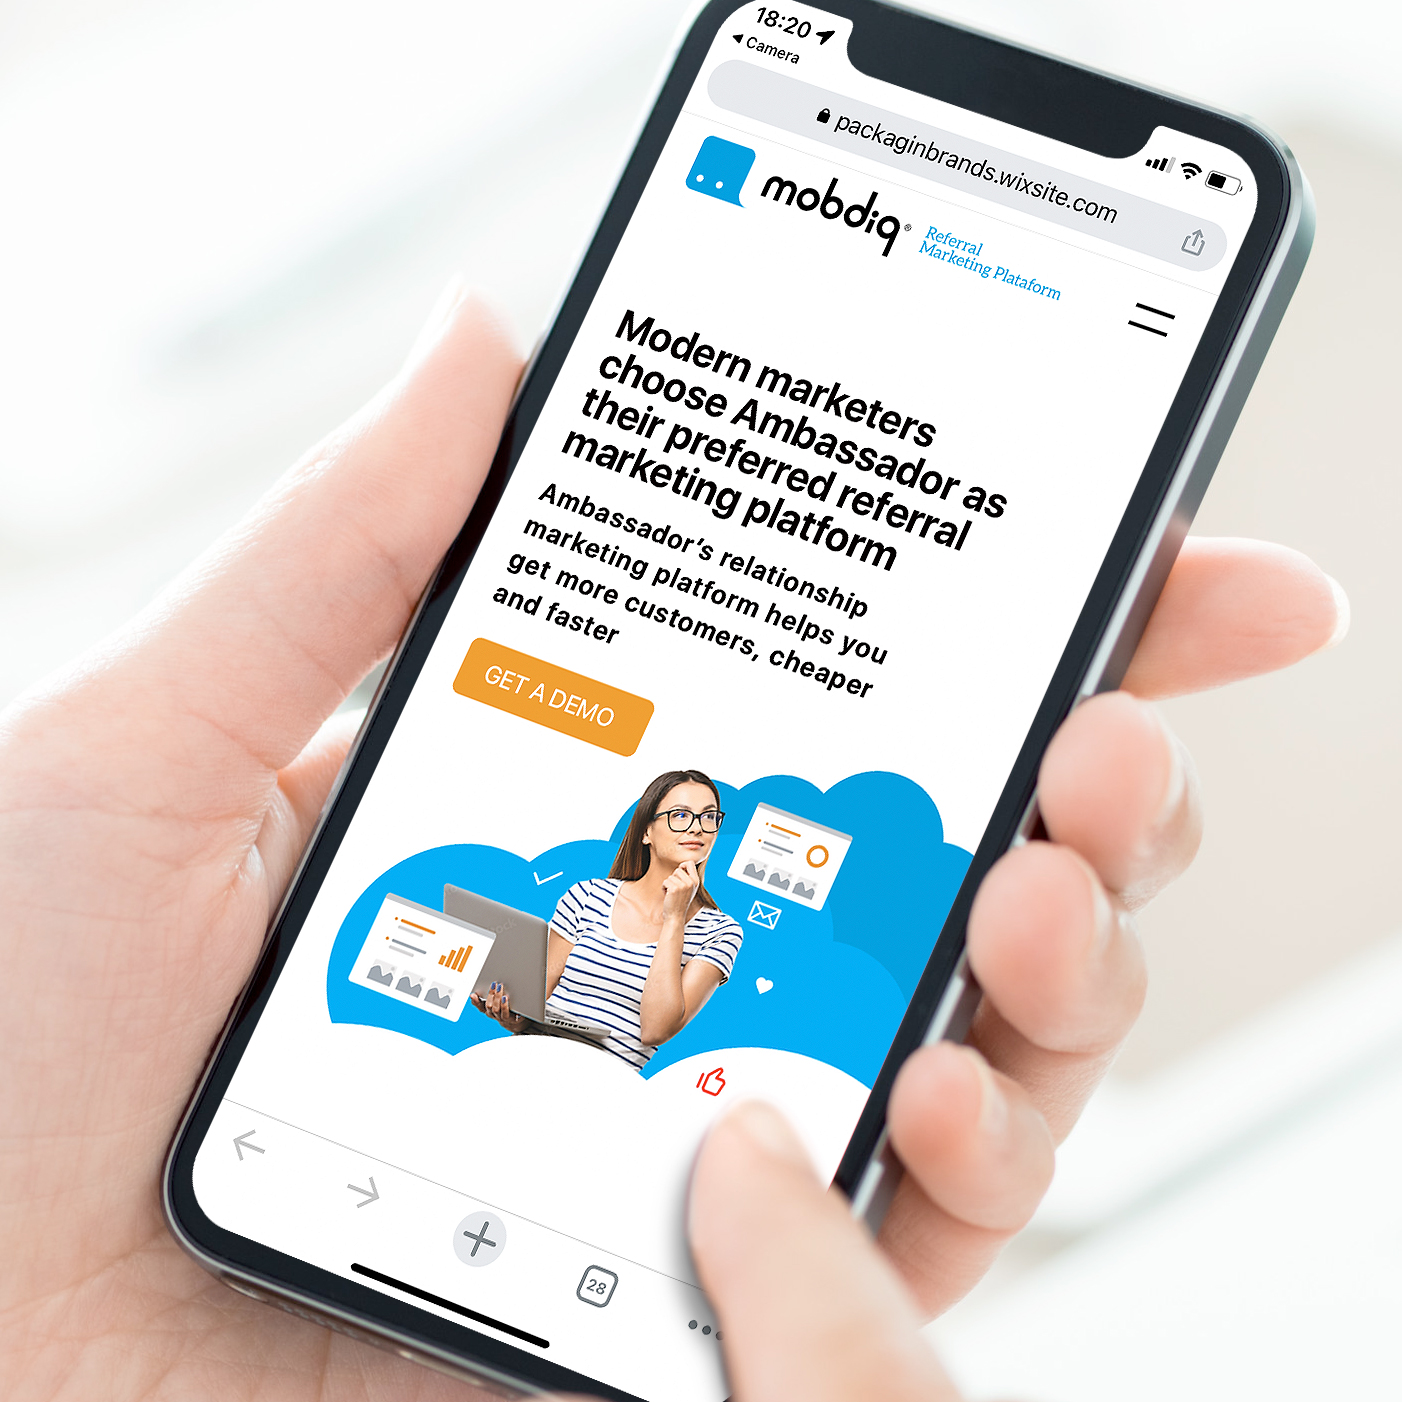 18:20
Camera
packaginbrands.wixsite.com
mobdiq®
Referral
Marketing Plataform
Modern marketers
choose Ambassador as
their preferred referral
marketing platform
Ambassador's relationship
marketing platform helps you
get more customers, cheaper
and faster
GET A DEMO
28